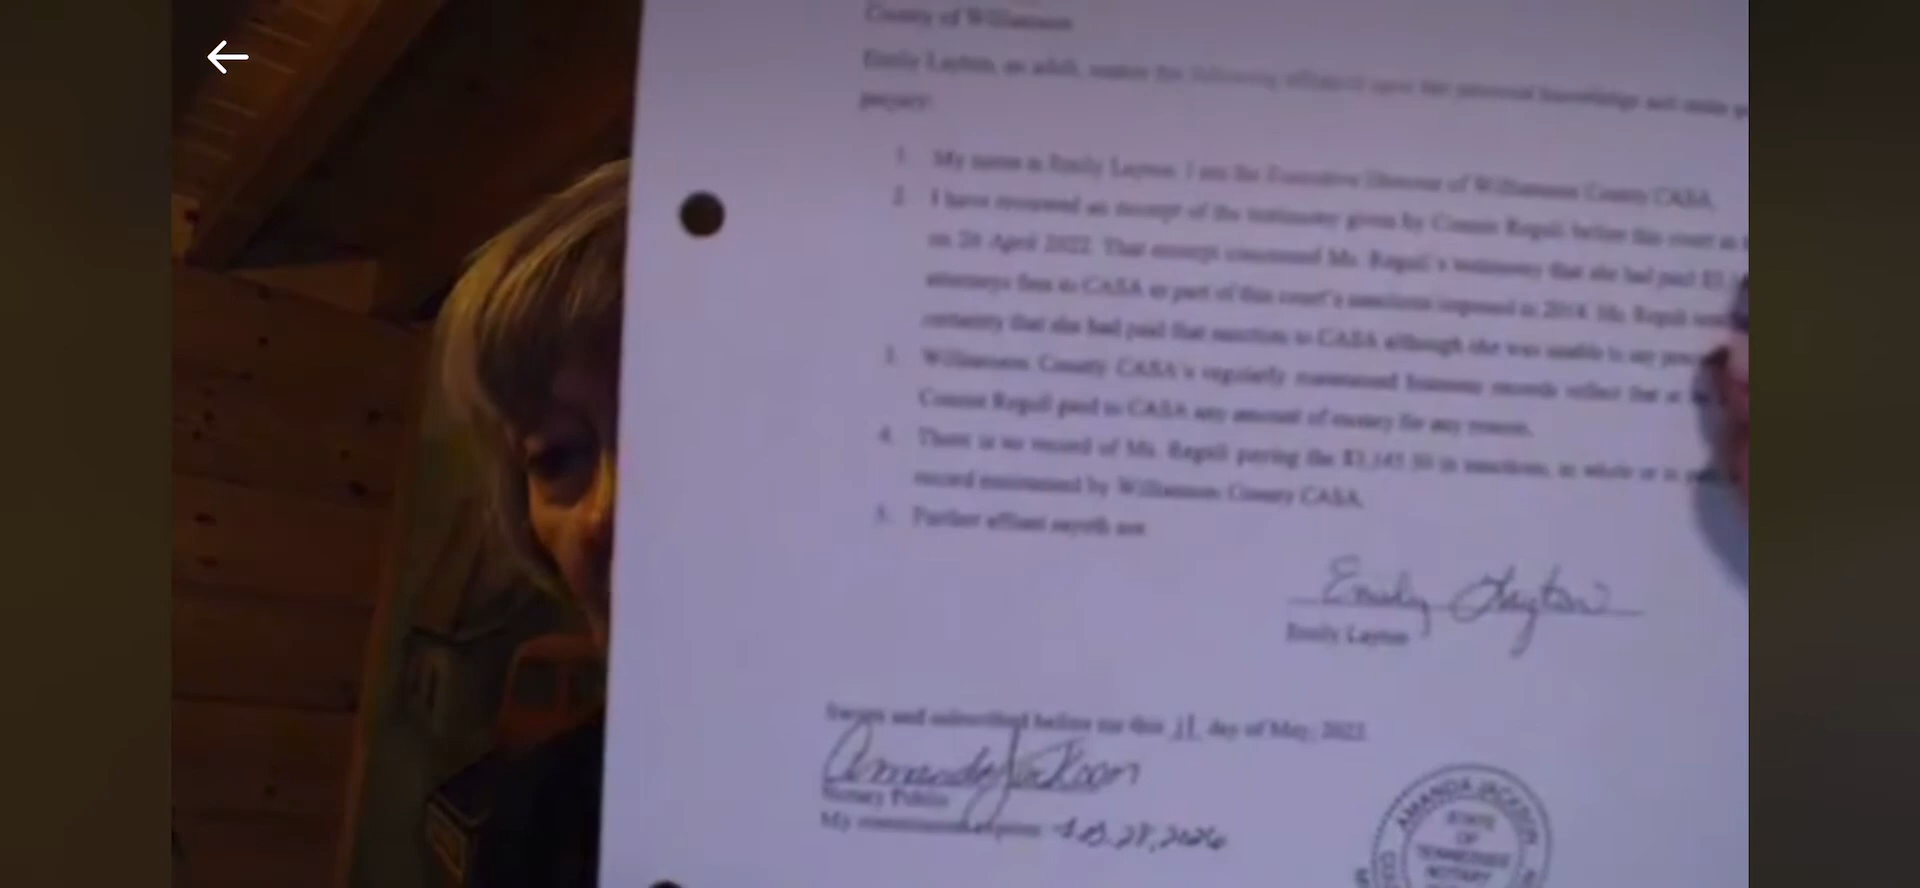 County of Williamson
Emily Layton, an adult, makes the following affidavit upon her personal knowledge and under
perjury:
1. My name is Emily Layton. I am the Executive Director of Williamson County CASA.
2. I have reviewed an excerpt of the testimony given by Connie Reguli before this court
on 26 April 2022. That excerpt concerned Ms. Reguli's testimony that she had paid
attorneys fees to CASA as part of this court's sanctions imposed in 2014. Ms. Reguli
certainty that she had paid that sanction to CASA although she was unable to say
3. Williamson County CASA's regularly maintained business records reflect that at
Connie Reguli paid to CASA any amount of money for any reason.
4. There is no record of Ms. Reguli paying the in sanctions, in whole or in
record maintained by Williamson County CASA.
5. Further affiant sayeth not.
Emily Layton
Emily Layton
Sworn and subscribed before me this 11 day of May, 2022.
Amanda Jackson
Notary Public
My commission expires: 28, 2026
AMANDA JACKSON
STATE
OF
TENNESSEE
NOTARY